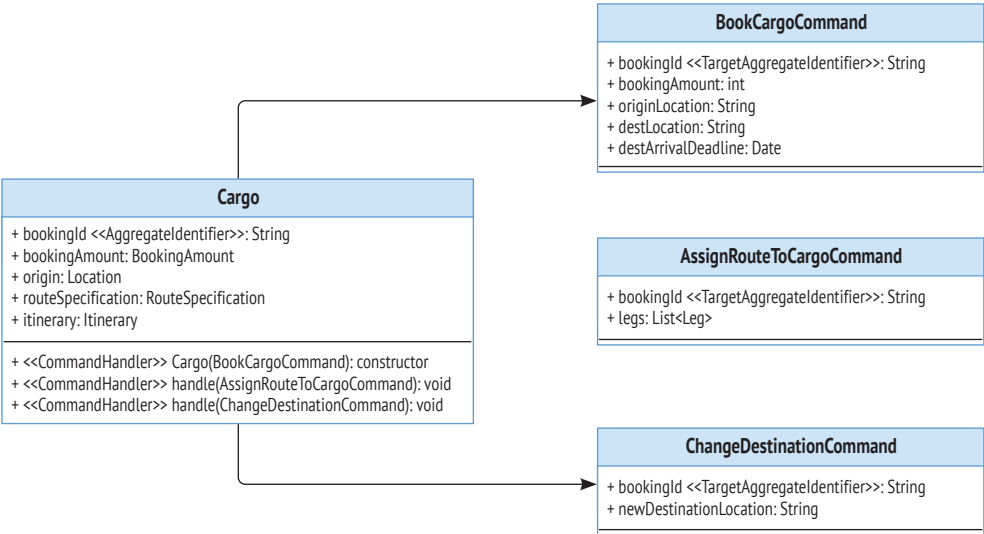 BookCargoCommand
+ bookingId <<TargetAggregateIdentifier>>: String
+ bookingAmount: int
+ originLocation: String
+ destLocation: String
+ destArrivalDeadline: Date
Cargo
+ bookingId <<AggregateIdentifier>>: String
+ bookingAmount: BookingAmount
+ origin: Location
+ routeSpecification: RouteSpecification
+ itinerary: Itinerary
+ <<CommandHandler>> Cargo(BookCargoCommand): constructor
+ <<CommandHandler>> handle(AssignRouteToCargoCommand): void
+ <<CommandHandler>> handle(ChangeDestinationCommand): void
AssignRouteToCargoCommand
+ bookingId <<TargetAggregateIdentifier>>: String
+ legs: List<Leg>
ChangeDestinationCommand
+ bookingId <<TargetAggregateIdentifier>>: String
+ newDestinationLocation: String